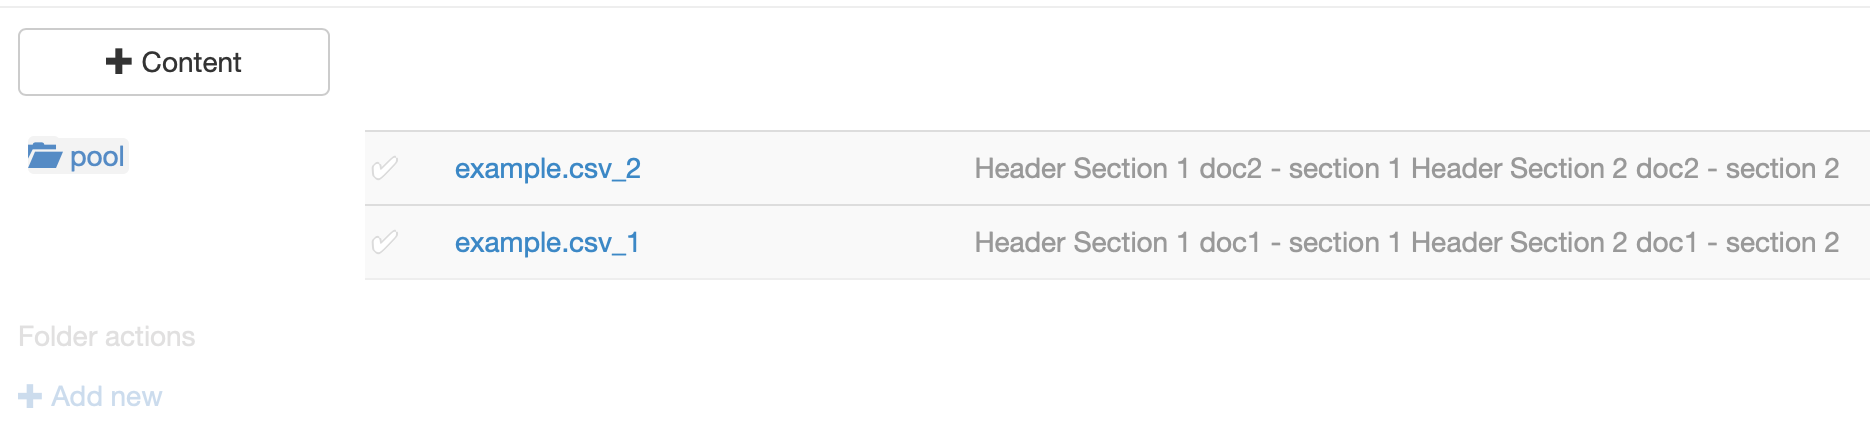 Content
pool
example.csv_2 Header Section 1 doc2 - section 1 Header Section 2 doc2 - section 2
example.csv_1 Header Section 1 doc1 - section 1 Header Section 2 doc1 - section 2
Folder actions
Add new